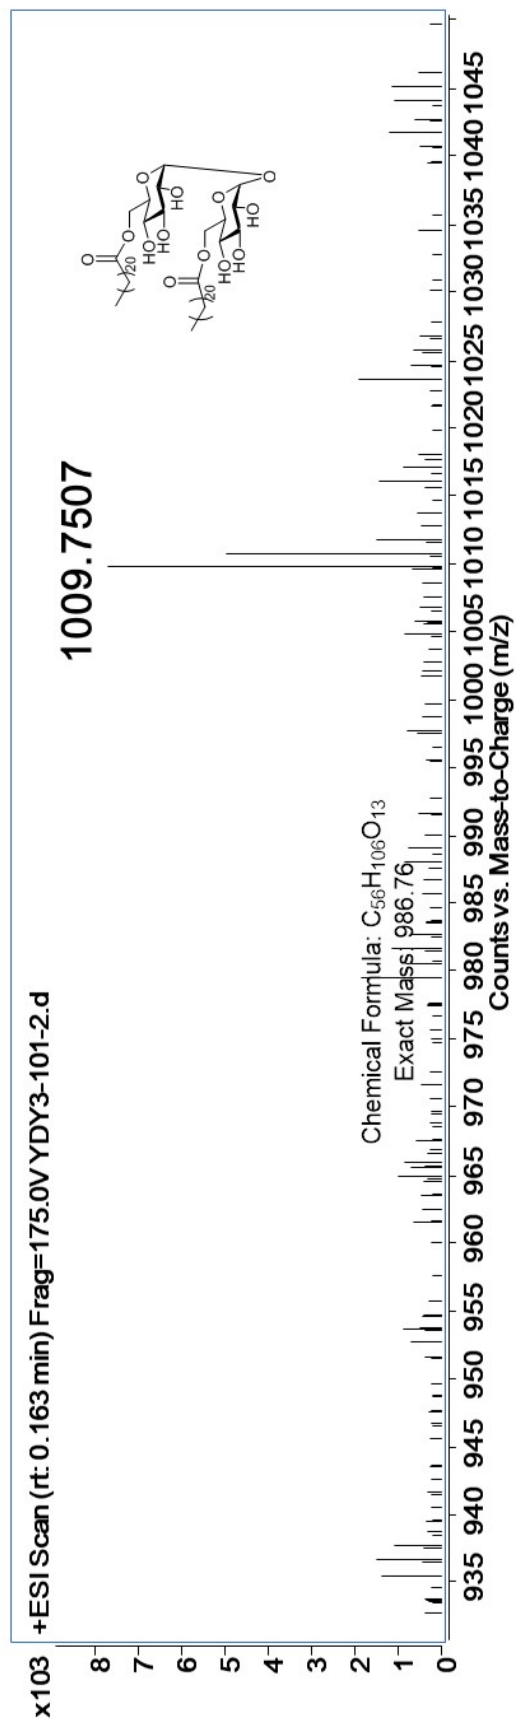 x103 +ESI Scan (rt: 0.163 min) Frag=175.0V YDY3-101-2.d
8
7
6
5
4
3
2
1
0
1009.7507
Chemical Formula: C56H106O13
Exact Mass: 986.76
O
O
O
HO
HO
HO
( )20
O
O
O
O
HO
HO
HO
( )20
935 940 945 950 955 960 965 970 975 980 985 990 995 1000 1005 1010 1015 1020 1025 1030 1035 1040 1045
Counts vs. Mass-to-Charge (m/z)